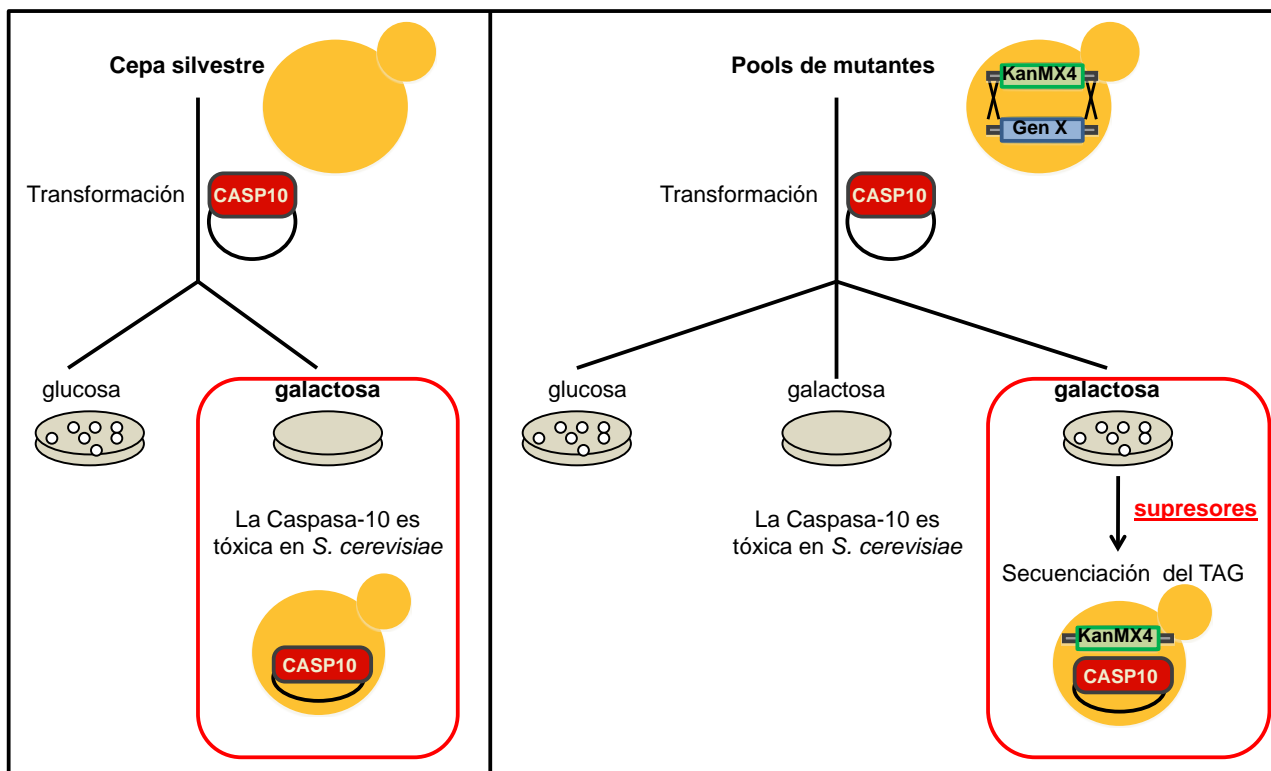 Cepa silvestre
Transformación
CASP10
glucosa
galactosa
La Caspasa-10 es
tóxica en S. cerevisiae
CASP10
Pools de mutantes
KanMX4
Gen X
Transformación
CASP10
glucosa
galactosa
galactosa
La Caspasa-10 es
tóxica en S. cerevisiae
supresores
Secuenciación del TAG
KanMX4
CASP10